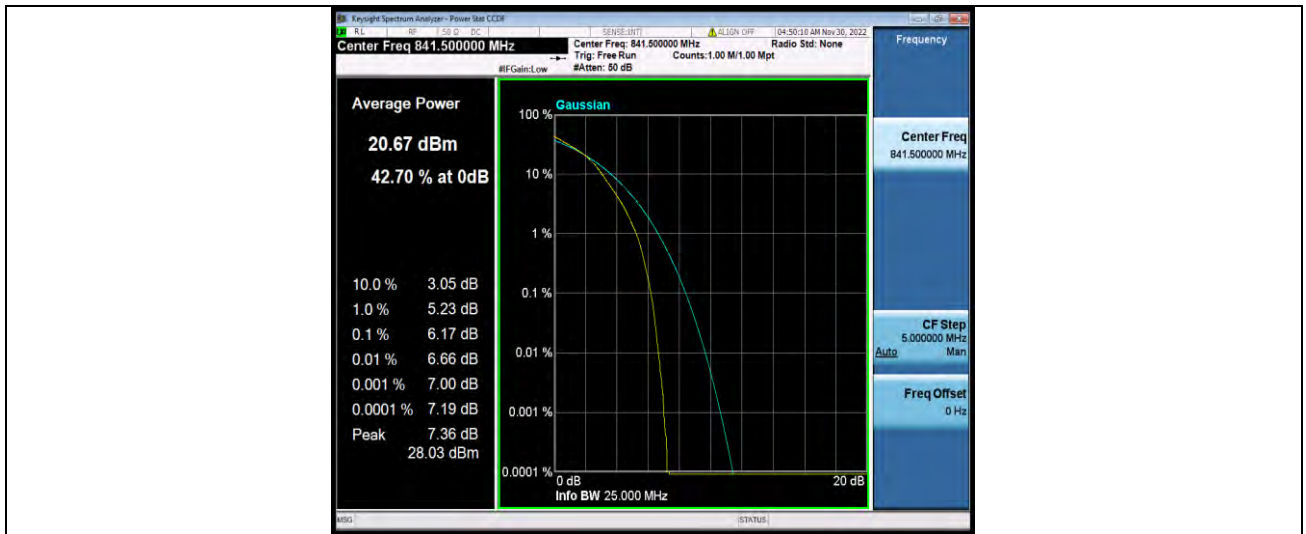 Keysight Spectrum Analyzer - Power Stat CCDF
RL RF 50 Ω DC SENSE:INT ALIGN OFF 04:50:10 AM Nov 30, 2022
Center Freq 841.500000 MHz
Center Freq: 841.500000 MHz Radio Std: None
Trig: Free Run Counts:1.00 M/1.00 Mpt
#IFGain:Low #Atten: 50 dB
Frequency
Average Power
20.67 dBm
42.70 % at 0dB
10.0 % 3.05 dB
1.0 % 5.23 dB
0.1 % 6.17 dB
0.01 % 6.66 dB
0.001 % 7.00 dB
0.0001 % 7.19 dB
Peak 7.36 dB
28.03 dBm
Gaussian
100 %
10 %
1 %
0.1 %
0.01 %
0.001 %
0.0001 %
0 dB 20 dB
Info BW 25.000 MHz
Center Freq
841.500000 MHz
CF Step
5.000000 MHz
Auto Man
Freq Offset
0 Hz
MSG STATUS